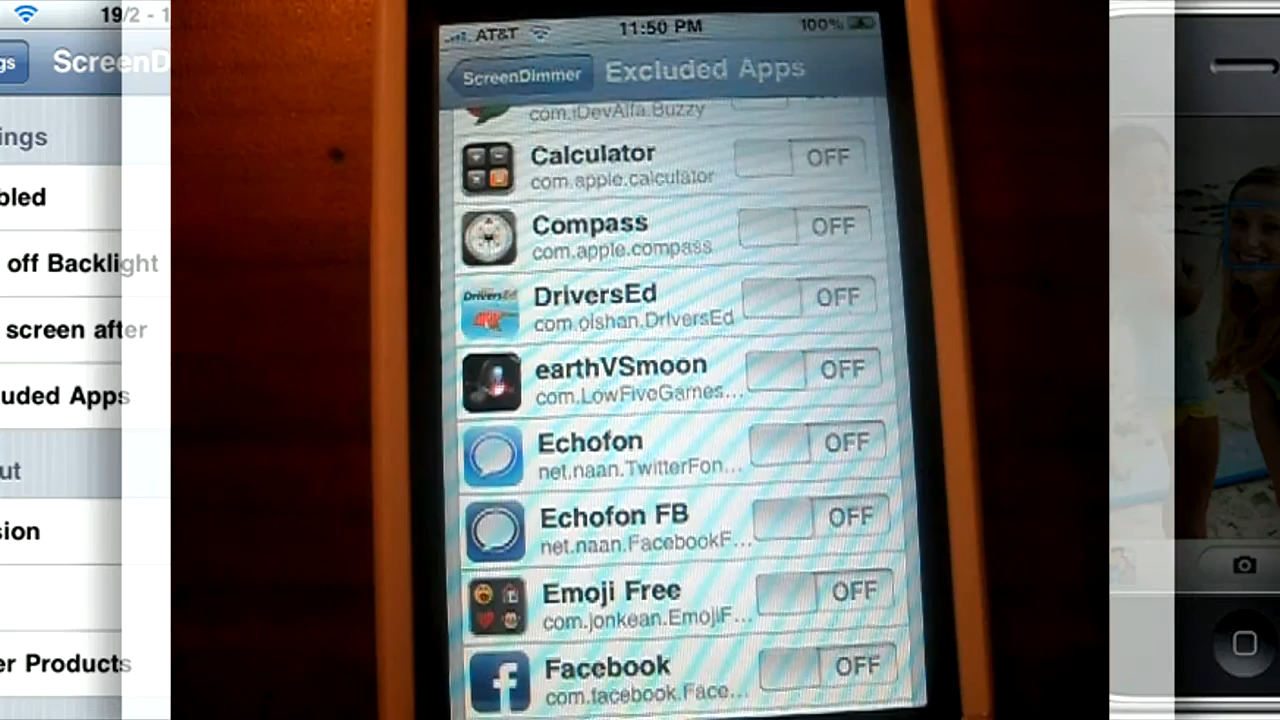 19/2 - 1
gs
ScreenD
ings
bled
off Backlight
screen after
uded Apps
ut
sion
er Products
AT&T
11:50 PM
100%
ScreenDimmer
Excluded Apps
com.iDevAlfa.Buzzy
Calculator
com.apple.calculator
OFF
Compass
com.apple.compass
OFF
DriversEd
DriversEd
com.olshan.DriversEd
OFF
earthVSmoon
com.LowFiveGames...
OFF
Echofon
net.naan.TwitterFon...
OFF
Echofon FB
net.naan.FacebookF...
OFF
Emoji Free
com.jonkean.EmojiF...
OFF
Facebook
com.facebook.Face...
OFF